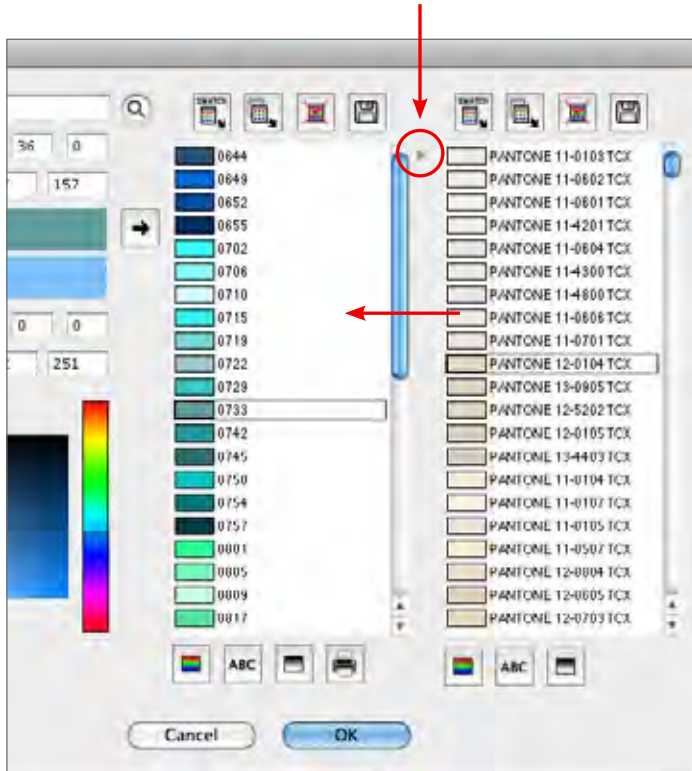 36 0
157
0 0
251
0644
0649
0652
0655
0702
0706
0710
0715
0719
0722
0729
0733
0742
0745
0750
0754
0757
0801
0805
0809
0817
PANTONE 11-0103 TCX
PANTONE 11-0602 TCX
PANTONE 11-0601 TCX
PANTONE 11-4201 TCX
PANTONE 11-0604 TCX
PANTONE 11-4300 TCX
PANTONE 11-4800 TCX
PANTONE 11-0606 TCX
PANTONE 11-0701 TCX
PANTONE 12-0104 TCX
PANTONE 13-0905 TCX
PANTONE 12-5202 TCX
PANTONE 12-0105 TCX
PANTONE 13-4403 TCX
PANTONE 11-0104 TCX
PANTONE 11-0107 TCX
PANTONE 11-0105 TCX
PANTONE 11-0507 TCX
PANTONE 12-0804 TCX
PANTONE 12-0605 TCX
PANTONE 12-0703 TCX
ABC
ABC
Cancel
OK